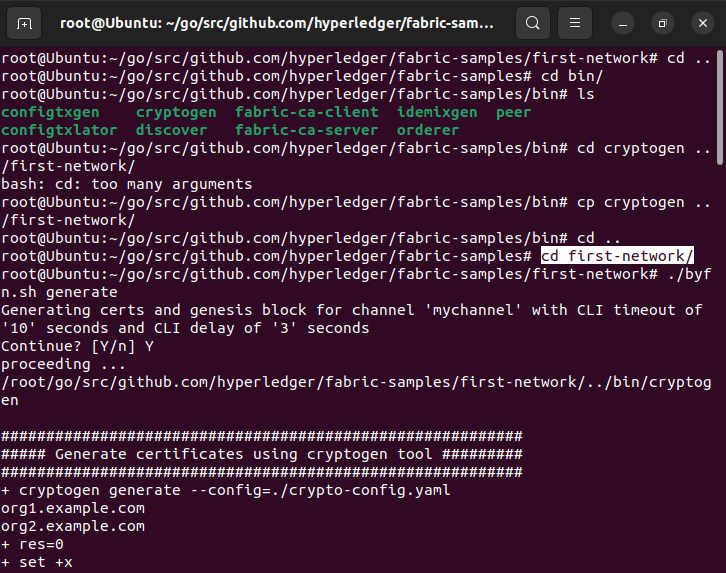 root@Ubuntu: ~/go/src/github.com/hyperledger/fabric-sam...
root@Ubuntu:~/go/src/github.com/hyperledger/fabric-samples/first-network# cd ..
root@Ubuntu:~/go/src/github.com/hyperledger/fabric-samples# cd bin/
root@Ubuntu:~/go/src/github.com/hyperledger/fabric-samples/bin# ls
configtxgen    cryptogen  fabric-ca-client  idemixgen  peer
configtxlator  discover   fabric-ca-server  orderer
root@Ubuntu:~/go/src/github.com/hyperledger/fabric-samples/bin# cd cryptogen ..
/first-network/
bash: cd: too many arguments
root@Ubuntu:~/go/src/github.com/hyperledger/fabric-samples/bin# cp cryptogen ..
/first-network/
root@Ubuntu:~/go/src/github.com/hyperledger/fabric-samples/bin# cd ..
root@Ubuntu:~/go/src/github.com/hyperledger/fabric-samples# cd first-network/
root@Ubuntu:~/go/src/github.com/hyperledger/fabric-samples/first-network# ./byf
n.sh generate
Generating certs and genesis block for channel 'mychannel' with CLI timeout of
'10' seconds and CLI delay of '3' seconds
Continue? [Y/n] Y
proceeding ...
/root/go/src/github.com/hyperledger/fabric-samples/first-network/../bin/cryptog
en
##########################################################
##### Generate certificates using cryptogen tool #########
##########################################################
+ cryptogen generate --config=./crypto-config.yaml
org1.example.com
org2.example.com
+ res=0
+ set +x